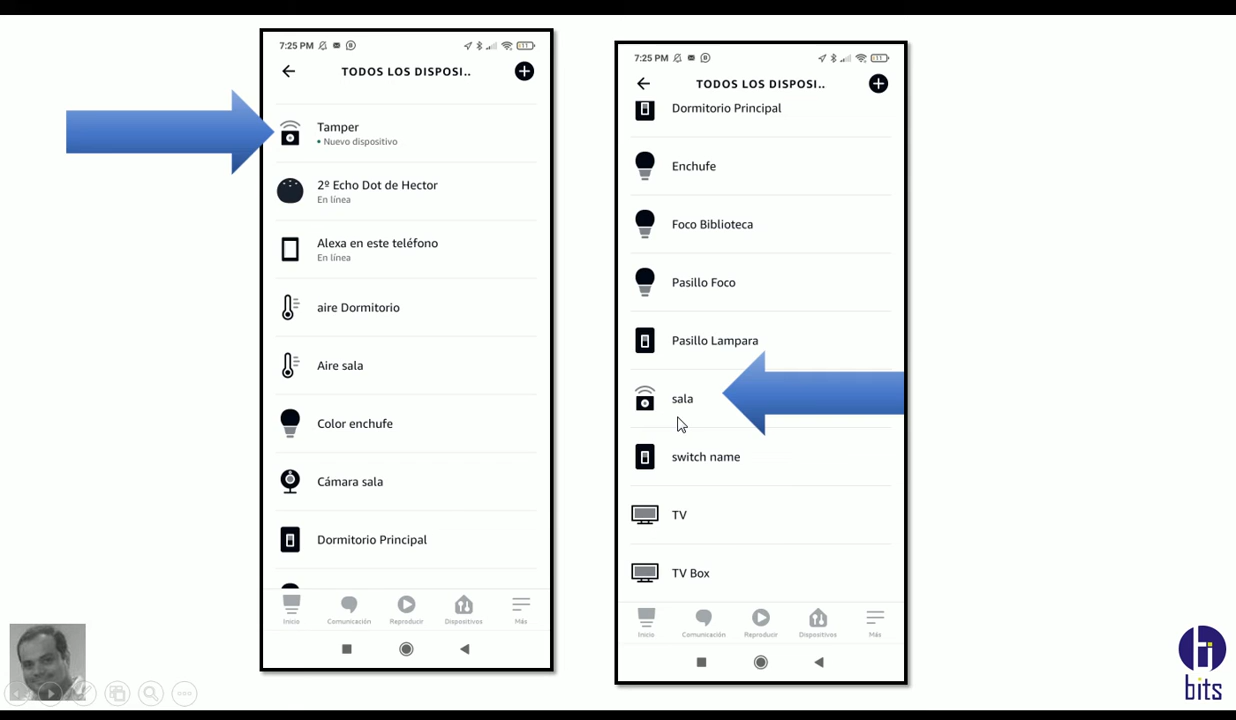 7:25 PM
TODOS LOS DISPOSI..
Tamper
• Nuevo dispositivo
2º Echo Dot de Hector
En línea
Alexa en este teléfono
En línea
aire Dormitorio
Aire sala
Color enchufe
Cámara sala
Dormitorio Principal
Inicio Comunicación Reproducir Dispositivos Más
7:25 PM
TODOS LOS DISPOSI..
Dormitorio Principal
Enchufe
Foco Biblioteca
Pasillo Foco
Pasillo Lampara
sala
switch name
TV
TV Box
Inicio Comunicación Reproducir Dispositivos Más
bits